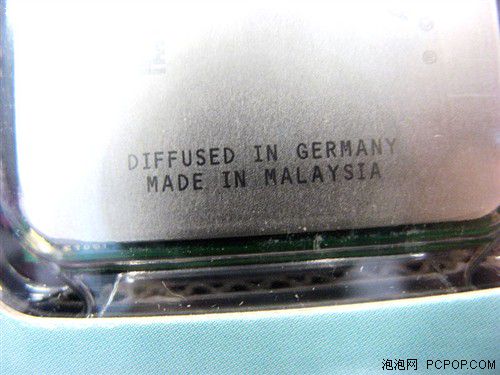 DIFFUSED IN GERMANY
MADE IN MALAYSIA
泡泡网 PCPOP.COM